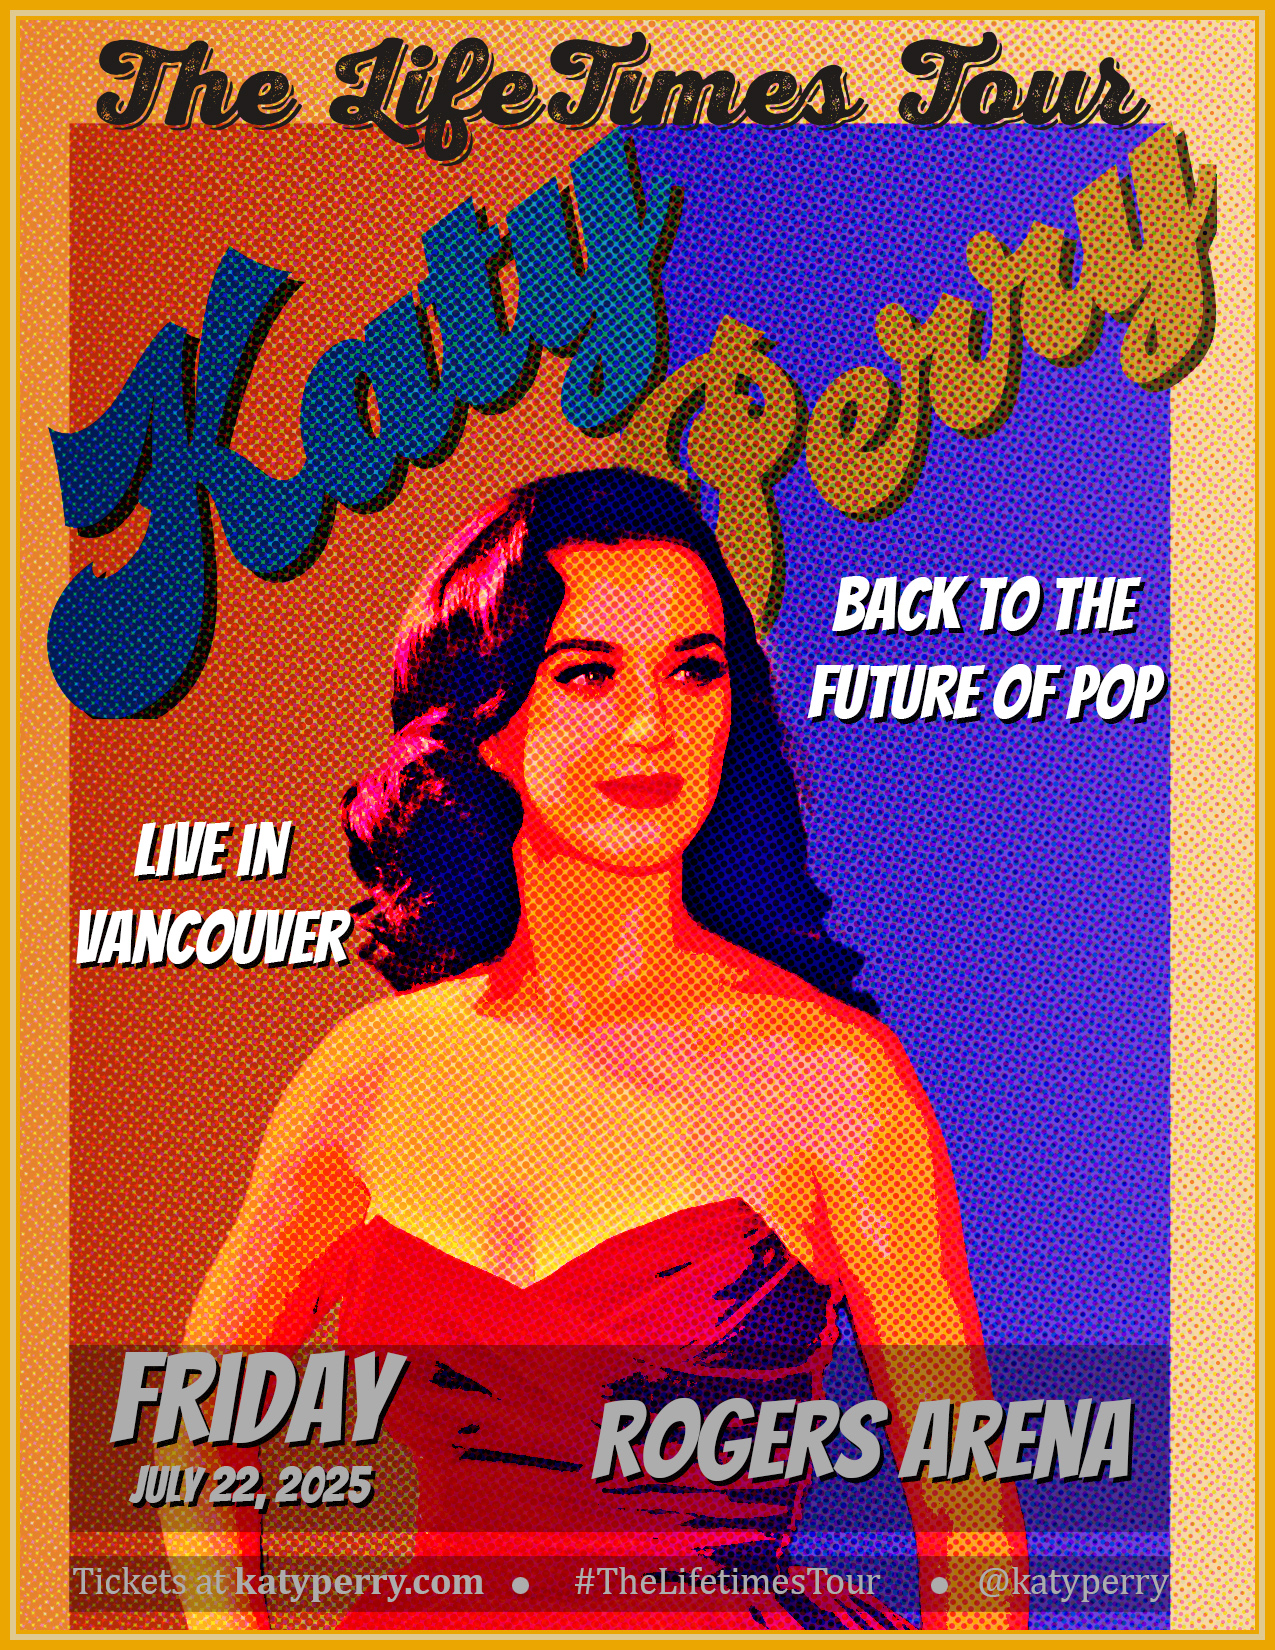 The LifeTimes Tour
Katy Perry
BACK TO THE
FUTURE OF POP
LIVE IN
VANCOUVER
FRIDAY
JULY 22, 2025
ROGERS ARENA
Tickets at katyperry.com ● #TheLifetimesTour ● @katyperry